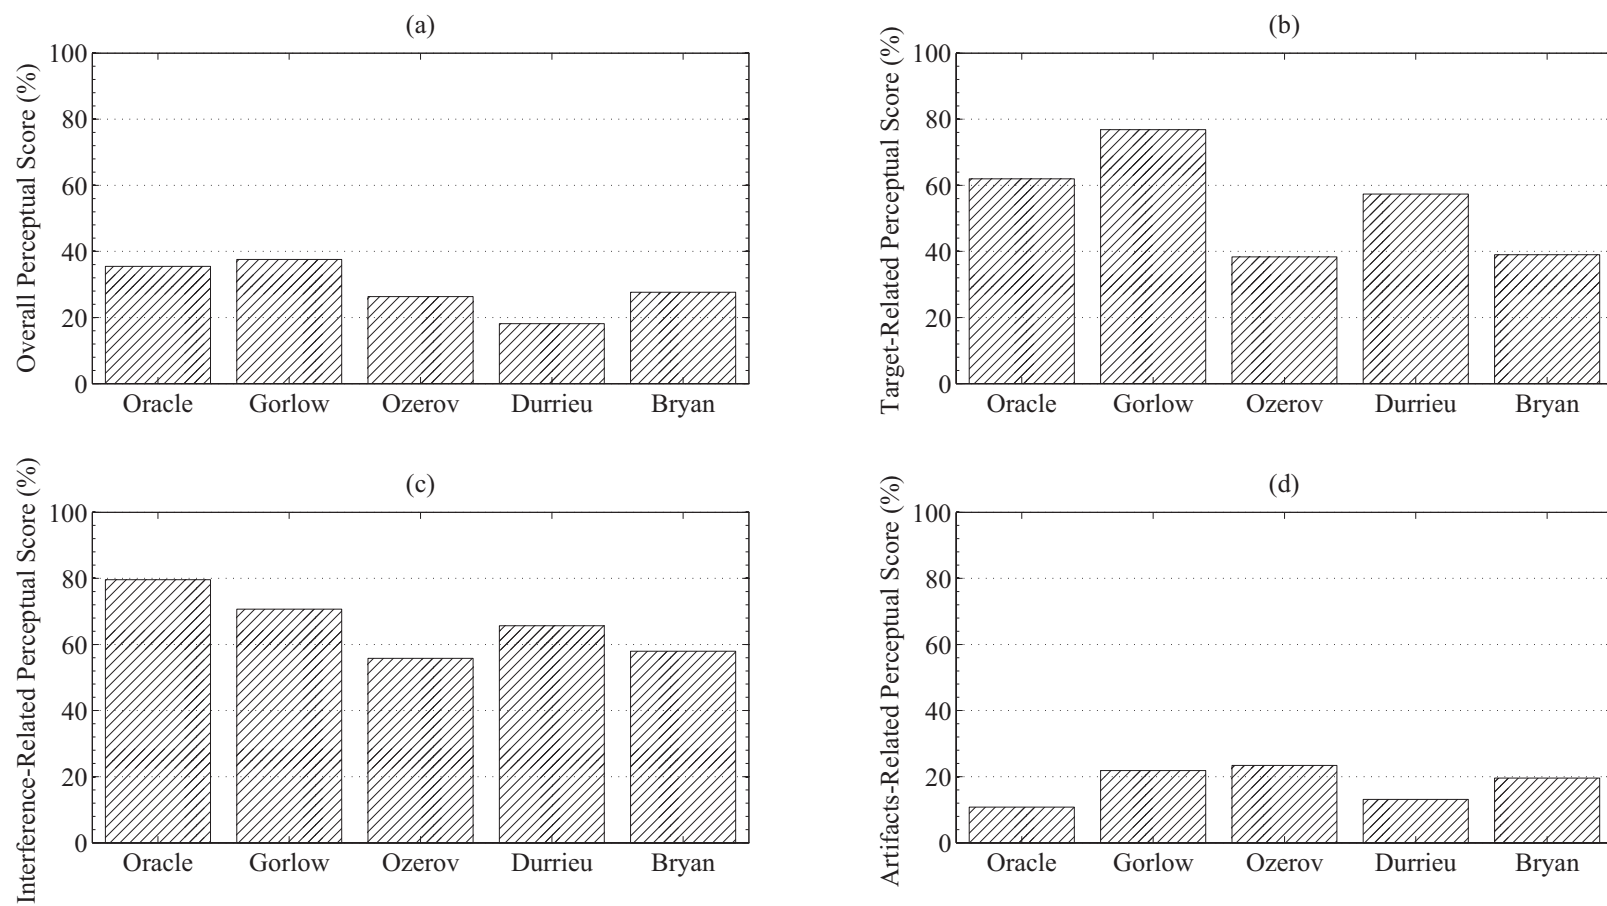 (a)
Overall Perceptual Score (%)
100
80
60
40
20
0
Oracle Gorlow Ozerov Durrieu Bryan
(b)
Target-Related Perceptual Score (%)
100
80
60
40
20
0
Oracle Gorlow Ozerov Durrieu Bryan
(c)
Interference-Related Perceptual Score (%)
100
80
60
40
20
0
Oracle Gorlow Ozerov Durrieu Bryan
(d)
Artifacts-Related Perceptual Score (%)
100
80
60
40
20
0
Oracle Gorlow Ozerov Durrieu Bryan